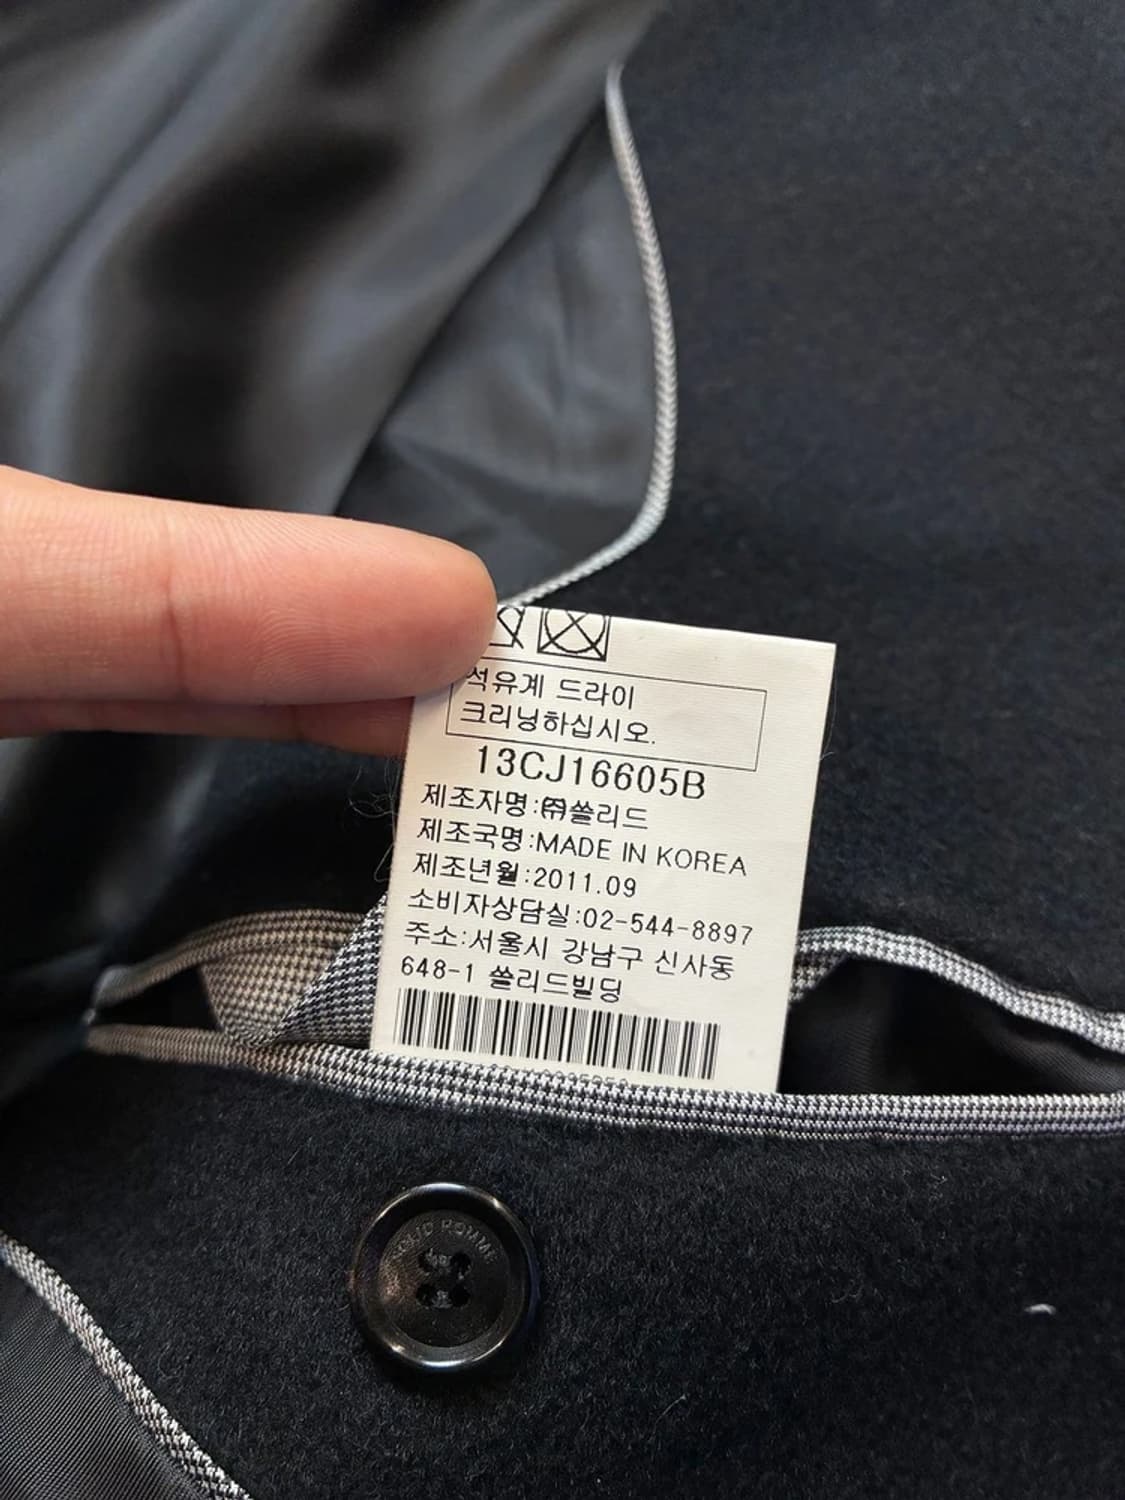 석유계 드라이
크리닝하십시오.
13CJ16605B
제조자명:㈜쏠리드
제조국명:MADE IN KOREA
제조년월:2011.09
소비자상담실:02-544-8897
주소:서울시 강남구 신사동
648-1 쏠리드빌딩
SOLID HOMME